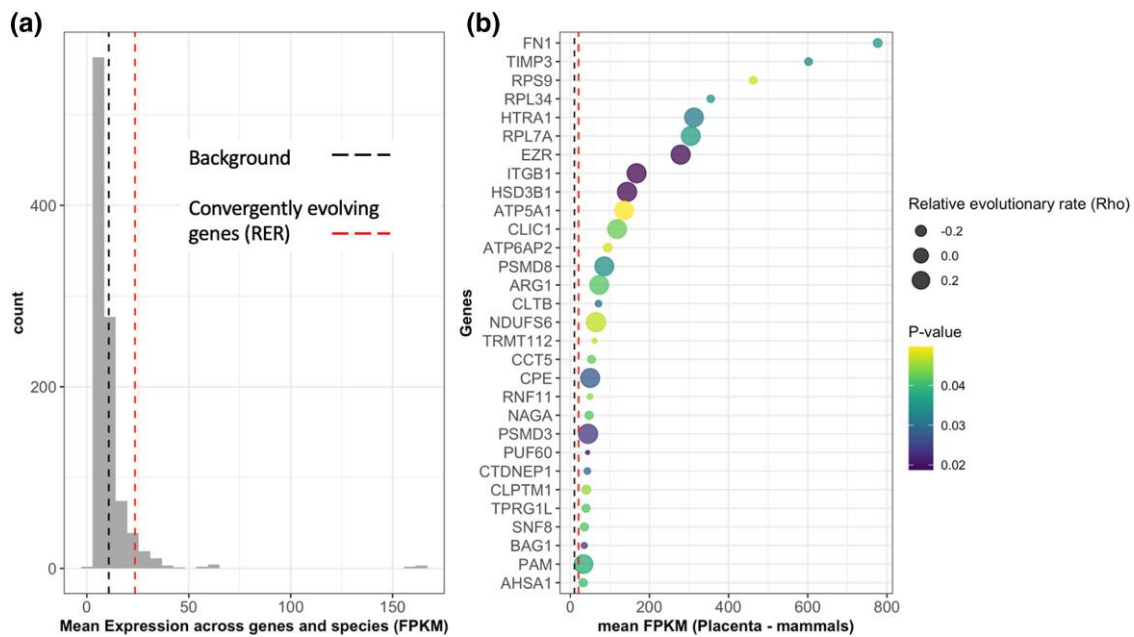 (a)
count
400
200
0
Background
Convergently evolving
genes (RER)
0
50
100
150
Mean Expression across genes and species (FPKM)
(b)
Genes
FN1
TIMP3
RPS9
RPL34
HTRA1
RPL7A
EZR
ITGB1
HSD3B1
ATP5A1
CLIC1
ATP6AP2
PSMD8
ARG1
CLTB
NDUFS6
TRMT112
CCT5
CPE
RNF11
NAGA
PSMD3
PUF60
CTDNEP1
CLPTM1
TPRG1L
SNF8
BAG1
PAM
AHSA1
0
200
400
600
800
mean FPKM (Placenta - mammals)
Relative evolutionary rate (Rho)
-0.2
0.0
0.2
P-value
0.04
0.03
0.02